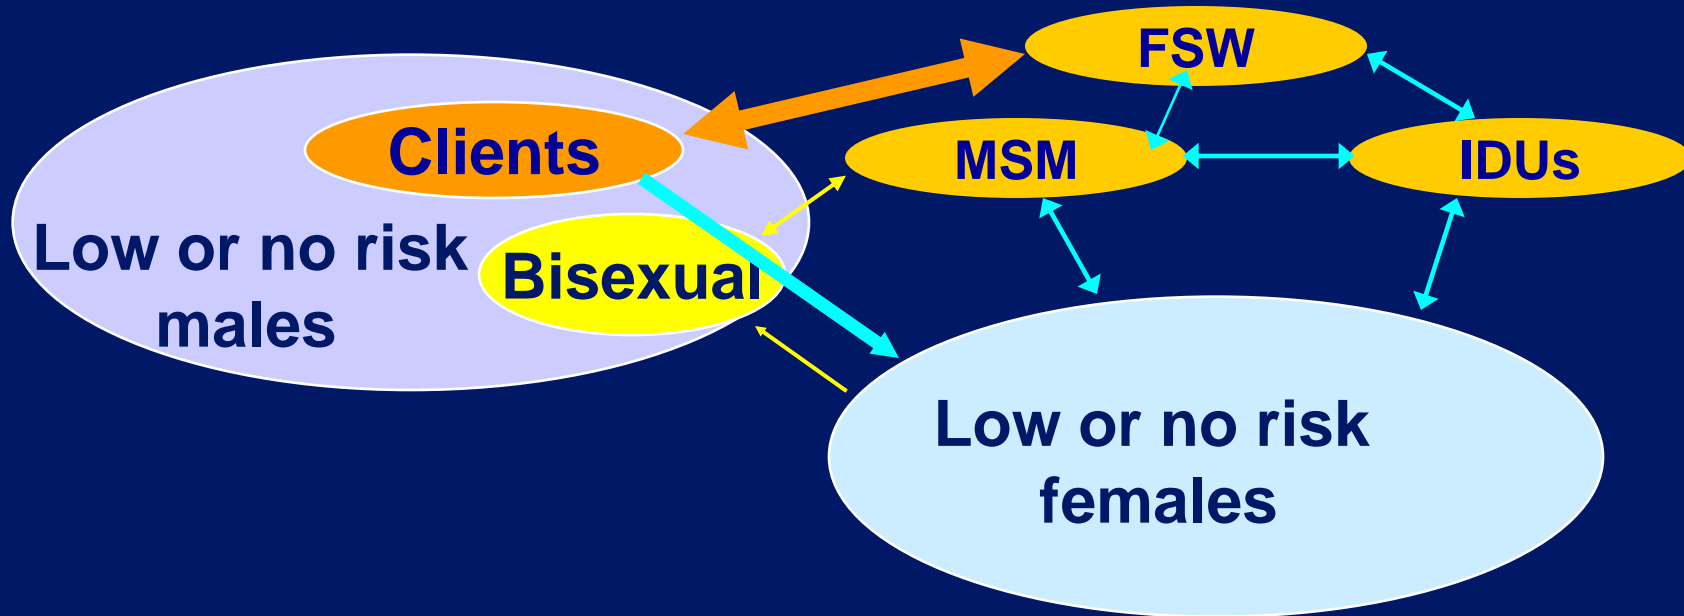 FSW
Clients
MSM
IDUs
Low or no risk
males
Bisexual
Low or no risk
females